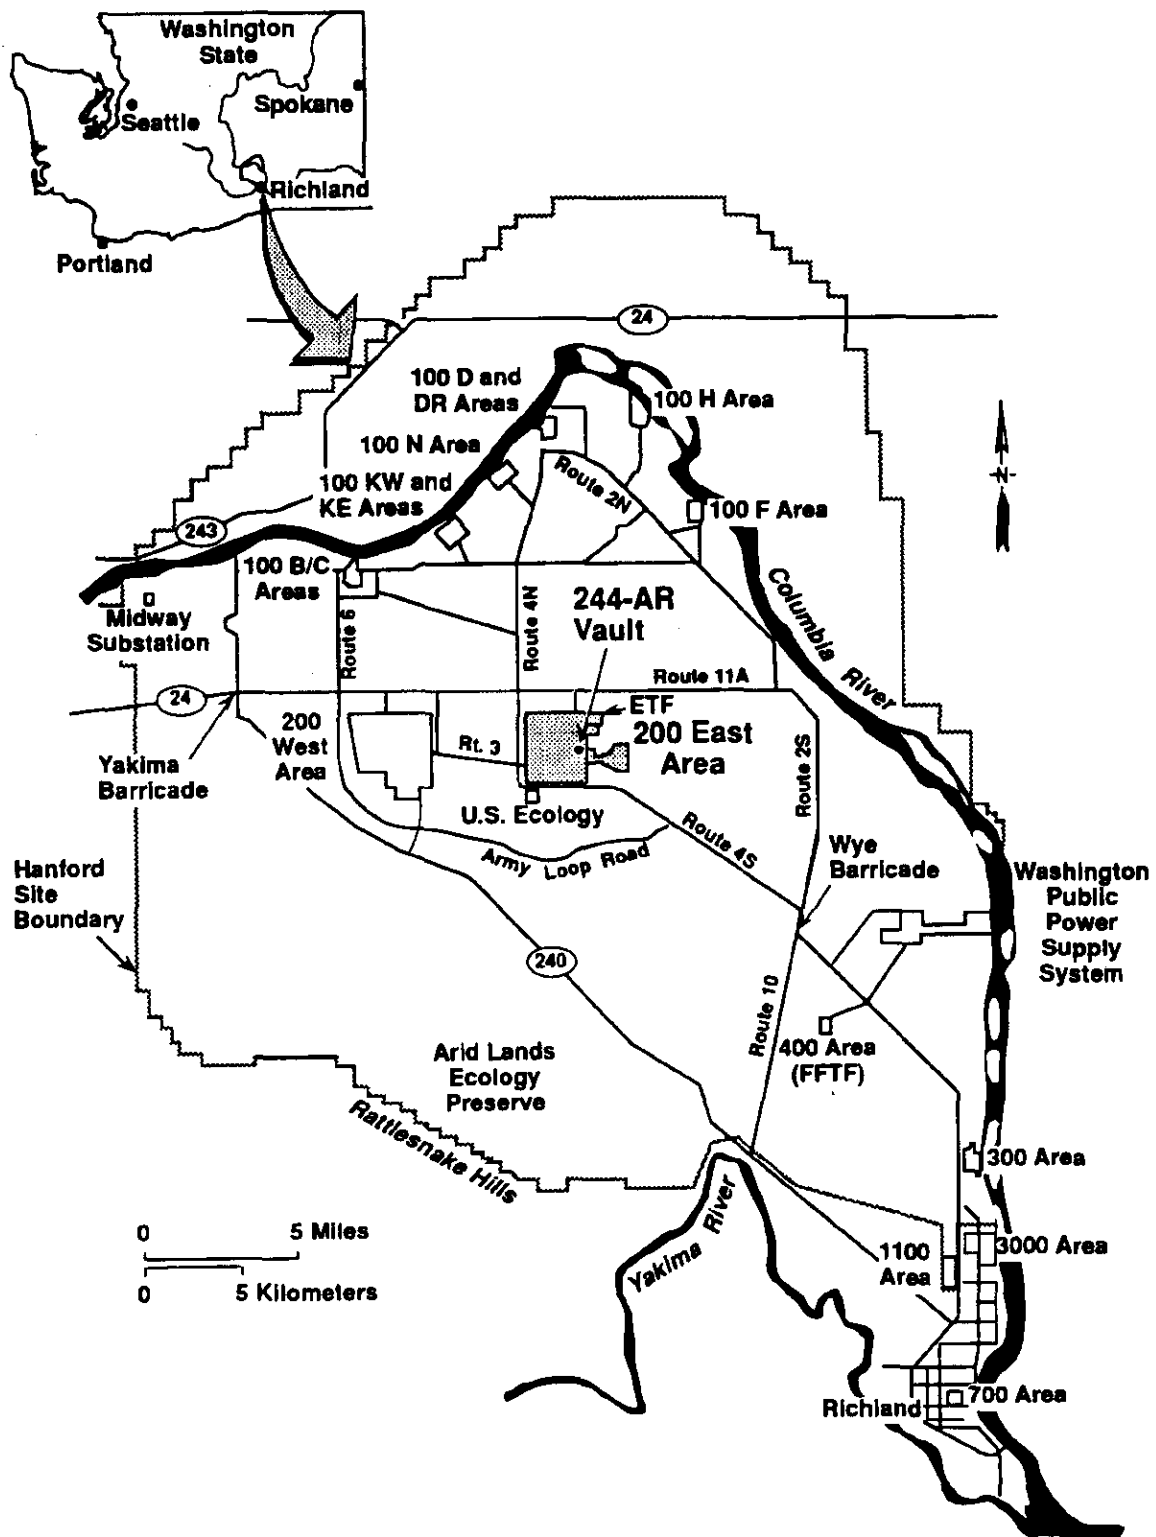 Washington
State
Spokane
Seattle
Richland
Portland
24
100 D and
DR Areas
100 H Area
100 N Area
Route 2N
100 KW and
KE Areas
N
100 F Area
243
100 B/C
Areas
Columbia River
Midway
Substation
Route 6
Route 4N
244-AR
Vault
Route 11A
24
ETF
200
West
Area
Rt. 3
200 East
Area
Route 2S
Yakima
Barricade
U.S. Ecology
Route 4S
Army Loop Road
Wye
Barricade
Hanford
Site
Boundary
Washington
Public
Power
Supply
System
240
Route 10
400 Area
(FFTF)
Arid Lands
Ecology
Preserve
Rattlesnake Hills
300 Area
Yakima River
0 5 Miles
0 5 Kilometers
1100
Area
3000 Area
700 Area
Richland